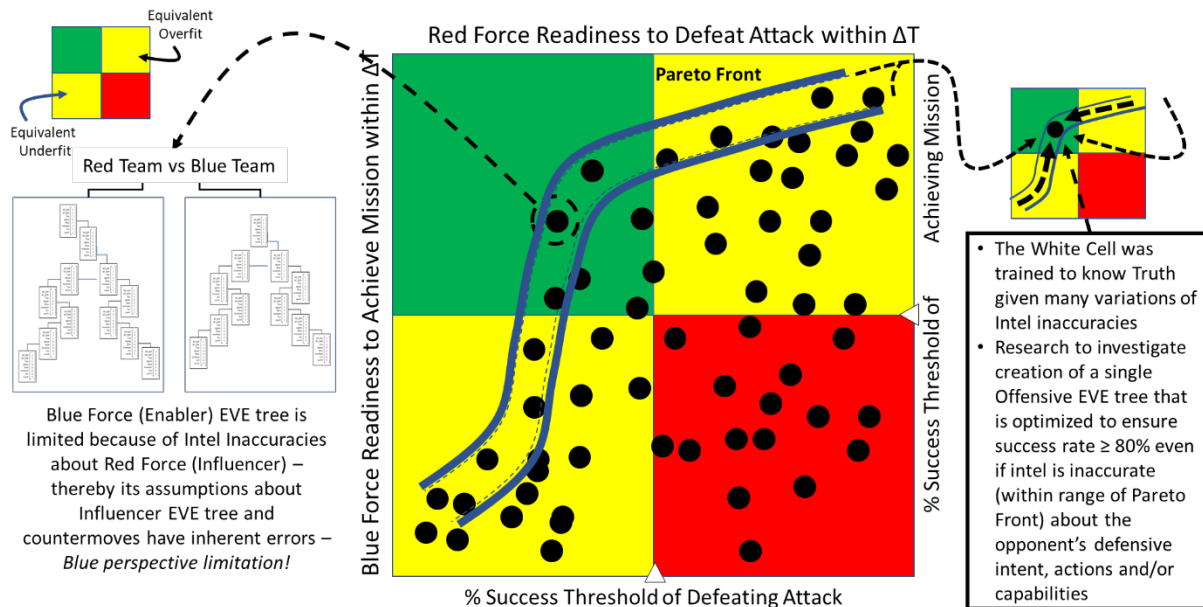 Equivalent
Overfit
Equivalent
Underfit
Red Team vs Blue Team
Blue Force (Enabler) EVE tree is
limited because of Intel Inaccuracies
about Red Force (Influencer) –
thereby its assumptions about
Influencer EVE tree and
countermoves have inherent errors –
Blue perspective limitation!
Red Force Readiness to Defeat Attack within ΔT
Blue Force Readiness to Achieve Mission within ΔT
Pareto Front
% Success Threshold of
Achieving Mission
% Success Threshold of Defeating Attack
• The White Cell was
trained to know Truth
given many variations of
Intel inaccuracies
• Research to investigate
creation of a single
Offensive EVE tree that
is optimized to ensure
success rate ≥ 80% even
if intel is inaccurate
(within range of Pareto
Front) about the
opponent's defensive
intent, actions and/or
capabilities